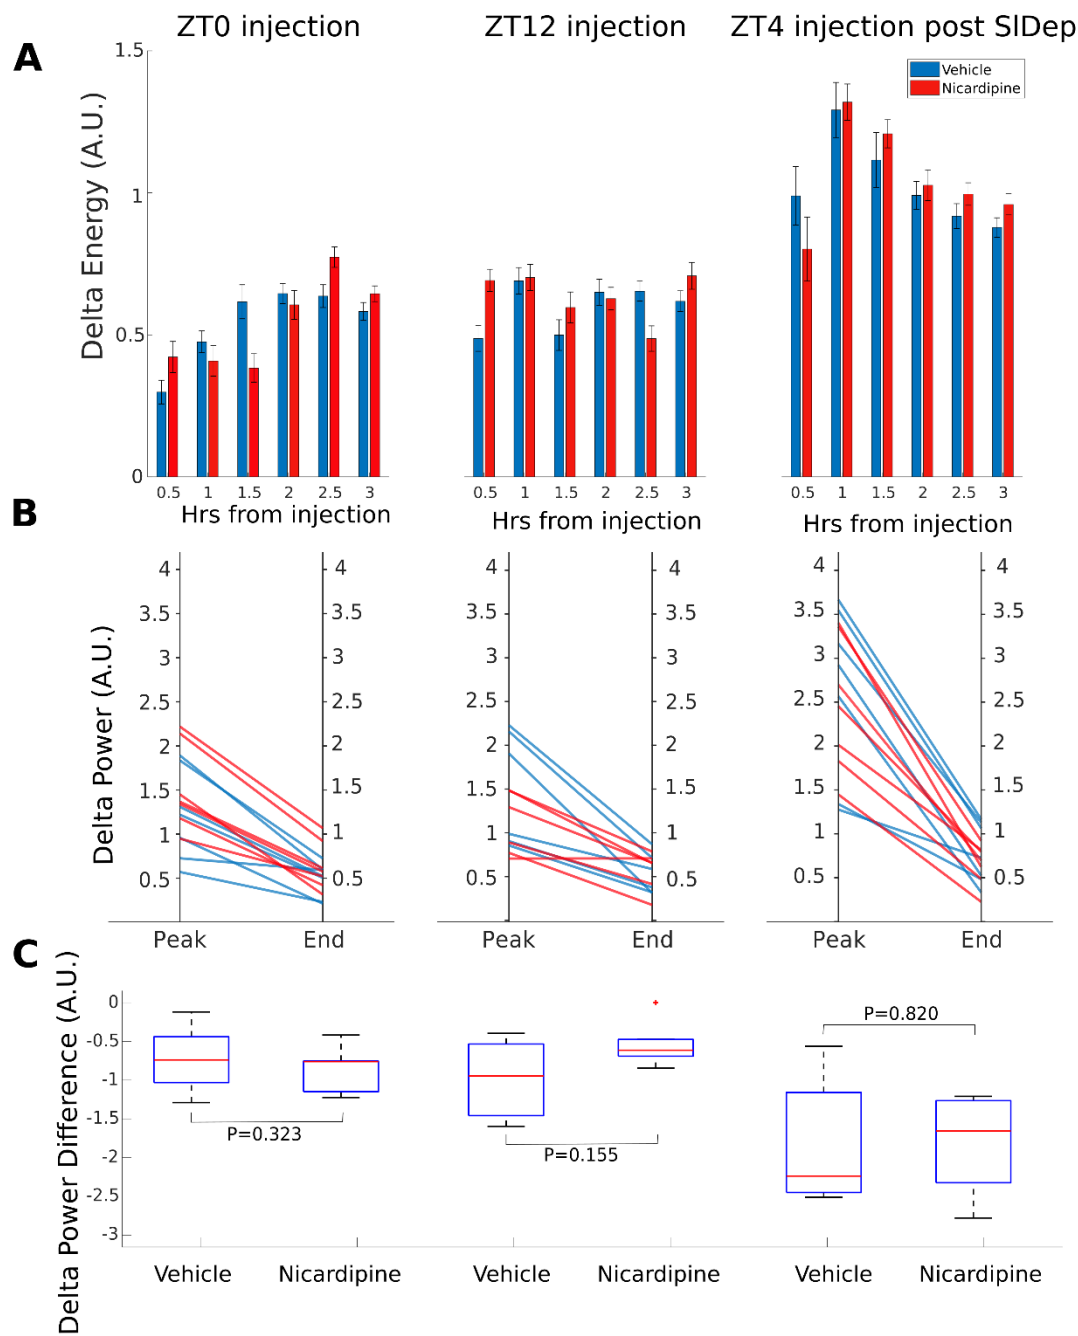 ZT0 injection
ZT12 injection
ZT4 injection post SlDep
A
1.5
1
0.5
0
Delta Energy (A.U.)
Vehicle
Nicardipine
0.5 1 1.5 2 2.5 3
0.5 1 1.5 2 2.5 3
0.5 1 1.5 2 2.5 3
Hrs from injection
Hrs from injection
Hrs from injection
B
Delta Power (A.U.)
4 4 4 4 4
3.5 3.5 3.5 3.5 3.5 3.5
3 3 3 3 3 3
2.5 2.5 2.5 2.5 2.5 2.5
2 2 2 2 2 2
1.5 1.5 1.5 1.5 1.5 1.5
1 1 1 1 1 1
0.5 0.5 0.5 0.5 0.5 0.5
Peak End
Peak End
Peak End
C
Delta Power Difference (A.U.)
0
-0.5
-1
-1.5
-2
-2.5
-3
P=0.323
P=0.155
P=0.820
Vehicle Nicardipine
Vehicle Nicardipine
Vehicle Nicardipine